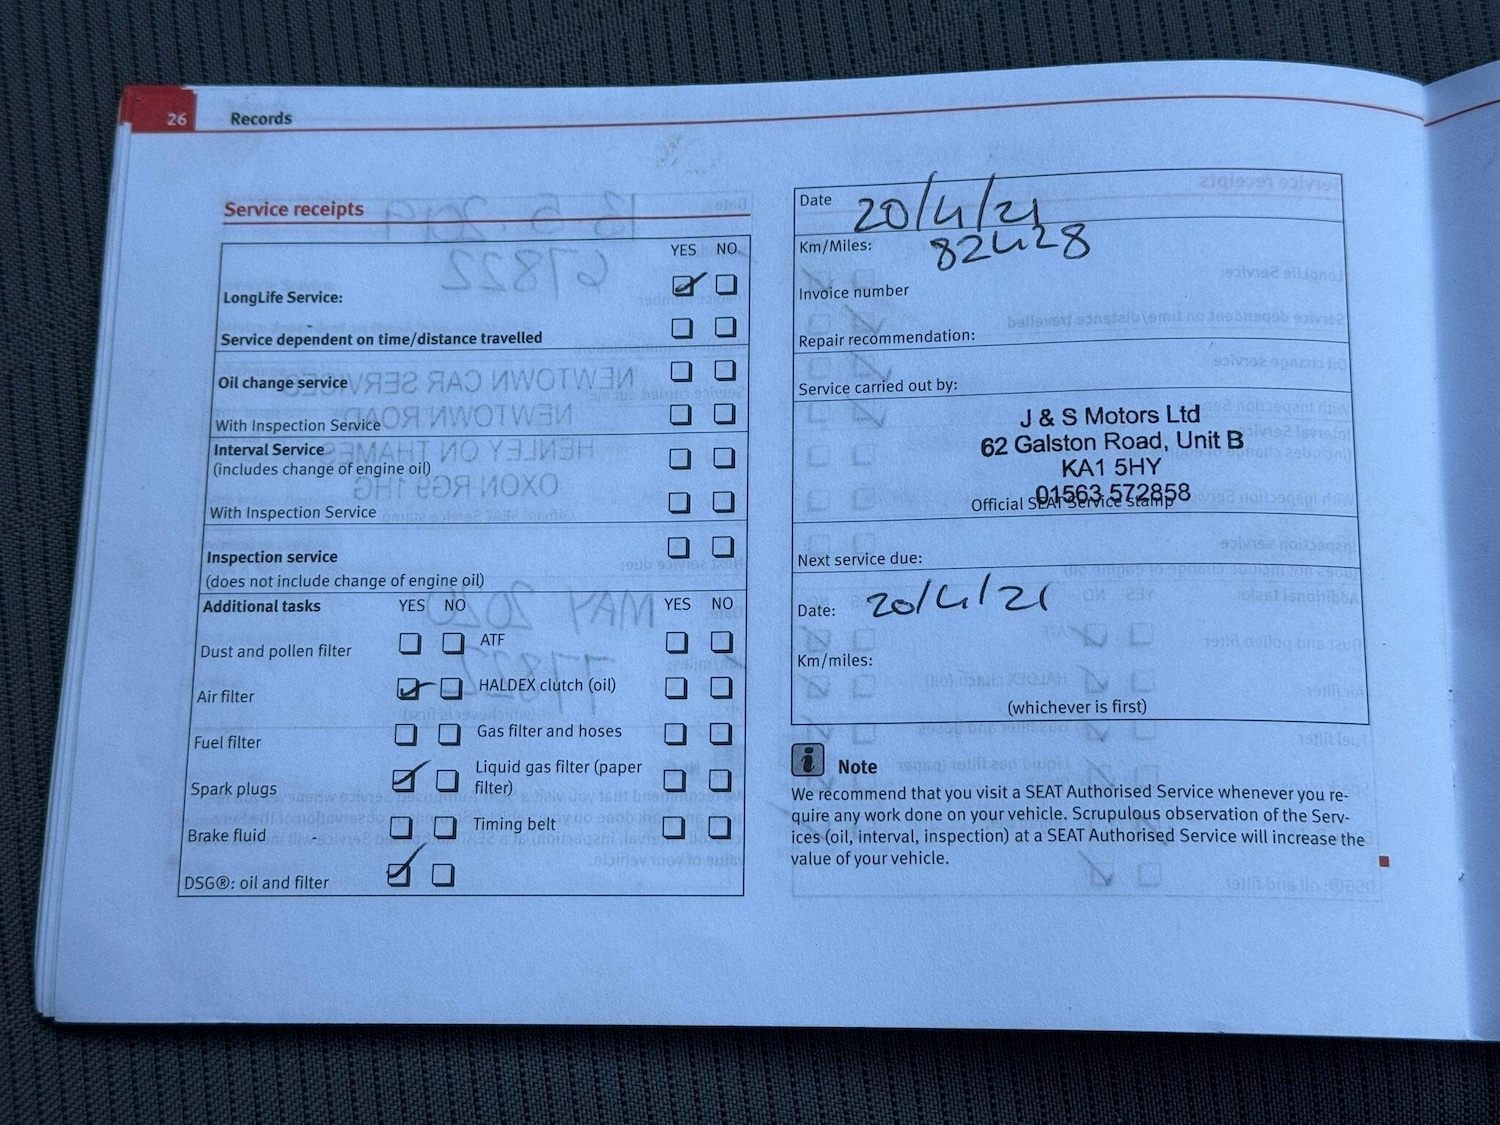 26 Records
Service receipts
YES NO
LongLife Service:
Service dependent on time/distance travelled
Oil change service
With Inspection Service
Interval Service
(includes change of engine oil)
With Inspection Service
Inspection service
(does not include change of engine oil)
Additional tasks YES NO YES NO
Dust and pollen filter ATF
Air filter HALDEX clutch (oil)
Fuel filter Gas filter and hoses
Spark plugs Liquid gas filter (paper
filter)
Brake fluid Timing belt
DSG®: oil and filter
Date 20/4/21
Km/Miles: 82428
Invoice number
Repair recommendation:
Service carried out by:
J & S Motors Ltd
62 Galston Road, Unit B
KA1 5HY
01563 572858
Official SEAT Service stamp
Next service due:
Date: 20/4/21
Km/miles:
(whichever is first)
i Note
We recommend that you visit a SEAT Authorised Service whenever you re-
quire any work done on your vehicle. Scrupulous observation of the Serv-
ices (oil, interval, inspection) at a SEAT Authorised Service will increase the
value of your vehicle.